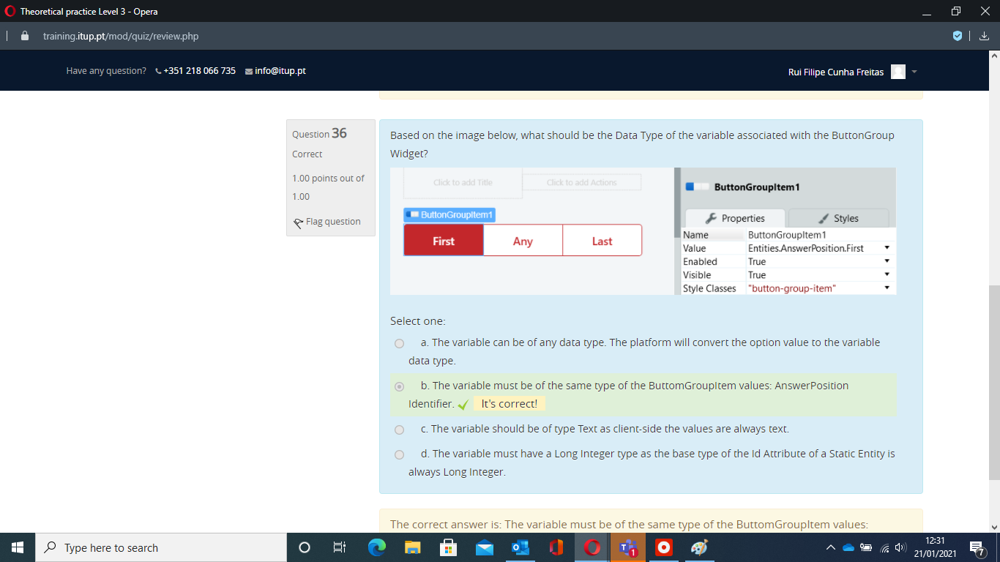 Theoretical practice Level 3 - Opera
training.itup.pt/mod/quiz/review.php
Have any question? +351 218 066 735 info@itup.pt
Rui Filipe Cunha Freitas
Question 36
Correct
1.00 points out of
1.00
Flag question
Based on the image below, what should be the Data Type of the variable associated with the ButtonGroup
Widget?
Click to add Title
Click to add Actions
ButtonGroupItem1
First
Any
Last
ButtonGroupItem1
Properties
Styles
Name ButtonGroupItem1
Value Entities.AnswerPosition.First
Enabled True
Visible True
Style Classes "button-group-item"
Select one:
a. The variable can be of any data type. The platform will convert the option value to the variable
data type.
b. The variable must be of the same type of the ButtomGroupItem values: AnswerPosition
Identifier. It's correct!
c. The variable should be of type Text as client-side the values are always text.
d. The variable must have a Long Integer type as the base type of the Id Attribute of a Static Entity is
always Long Integer.
The correct answer is: The variable must be of the same type of the ButtomGroupItem values:
Type here to search
1
12:31
21/01/2021
7